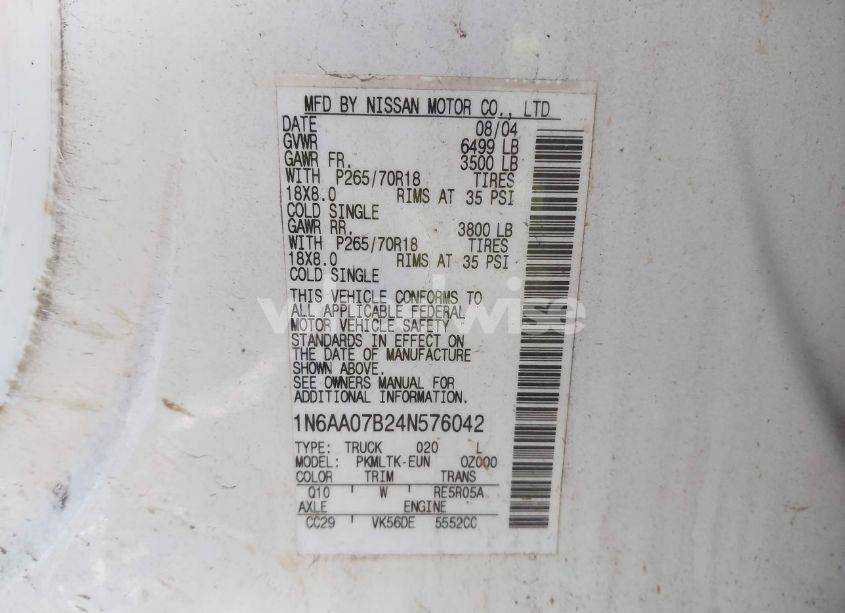 MFD BY NISSAN MOTOR CO., LTD
DATE 08/04
GVWR 6499 LB
GAWR FR. 3500 LB
WITH P265/70R18 TIRES
18X8.0 RIMS AT 35 PSI
COLD SINGLE
GAWR RR. 3800 LB
WITH P265/70R18 TIRES
18X8.0 RIMS AT 35 PSI
COLD SINGLE
THIS VEHICLE CONFORMS TO
ALL APPLICABLE FEDERAL
MOTOR VEHICLE SAFETY
STANDARDS IN EFFECT ON
THE DATE OF MANUFACTURE
SHOWN ABOVE.
SEE OWNERS MANUAL FOR
ADDITIONAL INFORMATION.
1N6AA07B24N576042
TYPE: TRUCK 020 L
MODEL: PKMLTK-EUN 0Z000
COLOR TRIM TRANS
Q10 W RE5R05A
AXLE ENGINE
CC29 VK56DE 5552CC